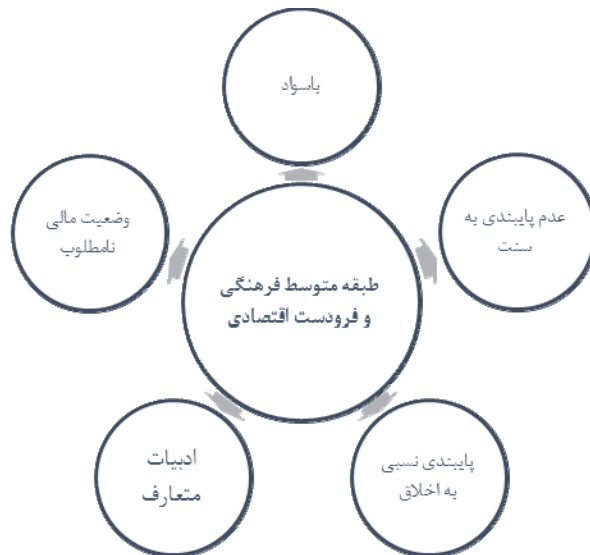 باسواد
عدم پایبندی به
سنت
پایبندی نسبی
به اخلاق
ادبیات
متعارف
وضعیت مالی
نامطلوب
طبقه متوسط فرهنگی
و فرودست اقتصادی